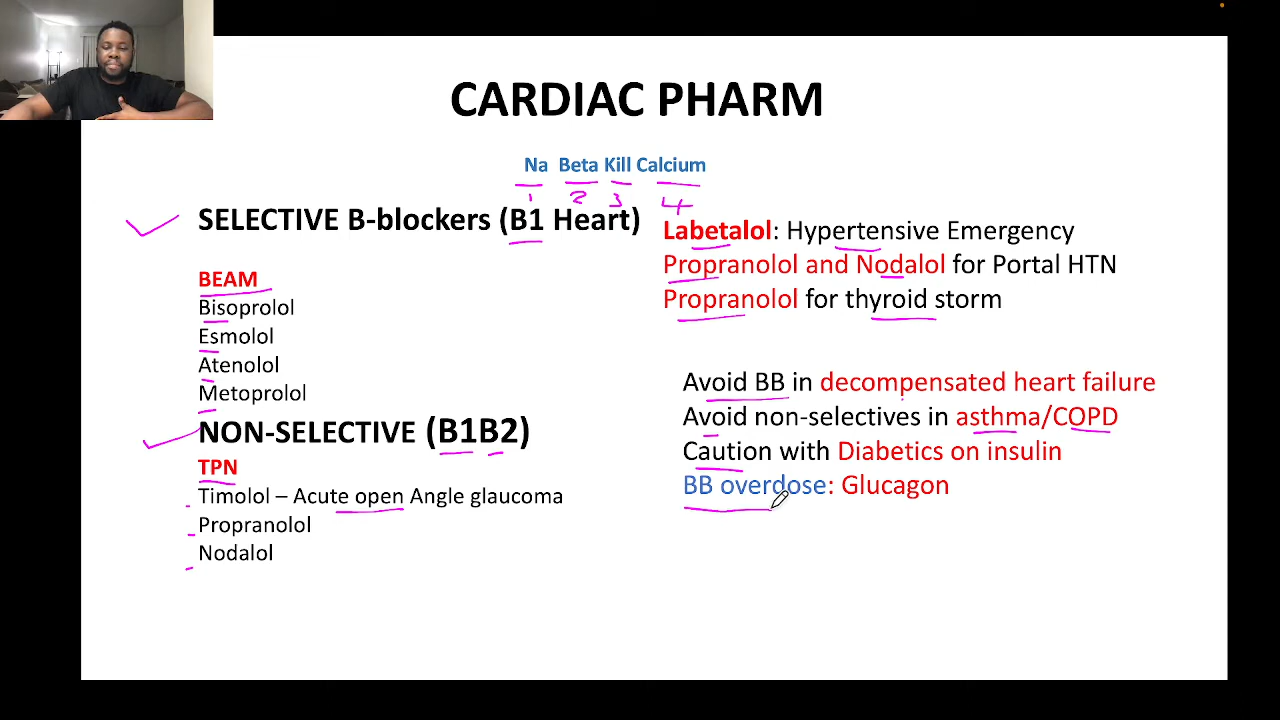 CARDIAC PHARM
Na Beta Kill Calcium
1 2 3 4
SELECTIVE B-blockers (B1 Heart)
BEAM
Bisoprolol
Esmolol
Atenolol
Metoprolol
NON-SELECTIVE (B1B2)
TPN
Timolol – Acute open Angle glaucoma
Propranolol
Nodalol
Labetalol: Hypertensive Emergency
Propranolol and Nodalol for Portal HTN
Propranolol for thyroid storm
Avoid BB in decompensated heart failure
Avoid non-selectives in asthma/COPD
Caution with Diabetics on insulin
BB overdose: Glucagon